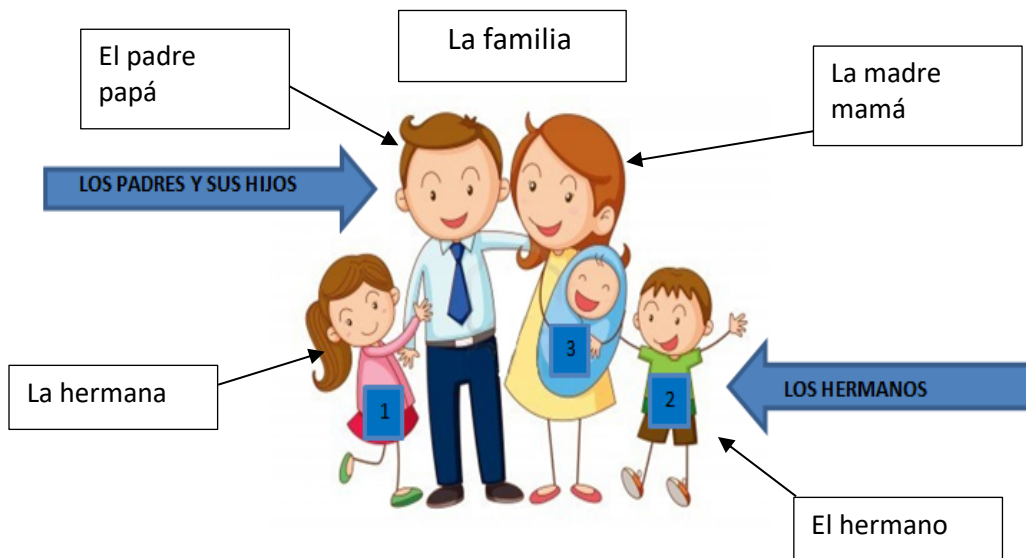 La familia
El padre
papá
La madre
mamá
LOS PADRES Y SUS HIJOS
La hermana
1
3
2
LOS HERMANOS
El hermano